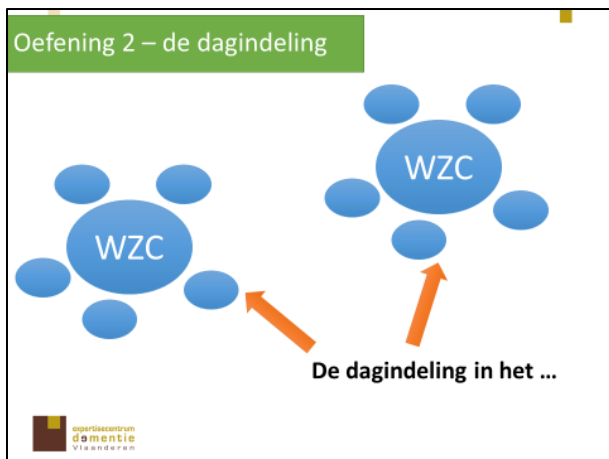 Oefening 2 – de dagindeling
WZC
WZC
De dagindeling in het ...
expertisecentrum
dementie
Vlaanderen